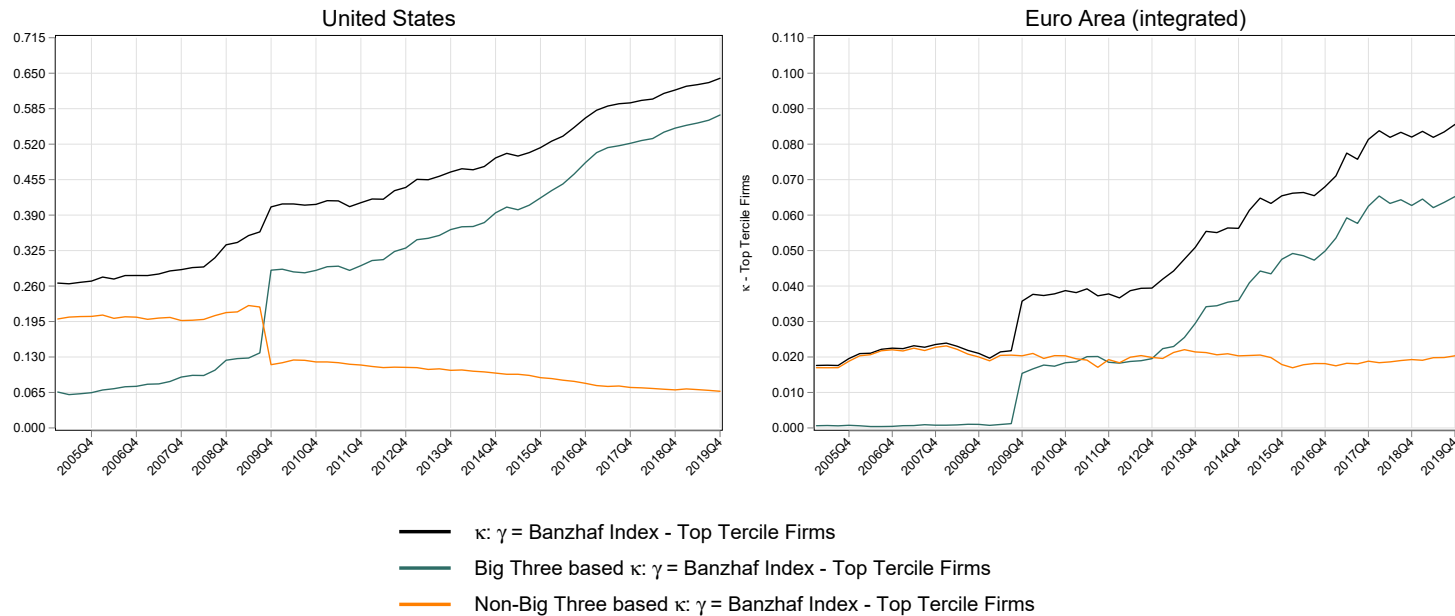 United States
0.715
0.650
0.585
0.520
0.455
0.390
0.325
0.260
0.195
0.130
0.065
0.000
2005Q4
2006Q4
2007Q4
2008Q4
2009Q4
2010Q4
2011Q4
2012Q4
2013Q4
2014Q4
2015Q4
2016Q4
2017Q4
2018Q4
2019Q4
Euro Area (integrated)
κ - Top Tercile Firms
0.110
0.100
0.090
0.080
0.070
0.060
0.050
0.040
0.030
0.020
0.010
0.000
2005Q4
2006Q4
2007Q4
2008Q4
2009Q4
2010Q4
2011Q4
2012Q4
2013Q4
2014Q4
2015Q4
2016Q4
2017Q4
2018Q4
2019Q4
κ: γ = Banzhaf Index - Top Tercile Firms
Big Three based κ: γ = Banzhaf Index - Top Tercile Firms
Non-Big Three based κ: γ = Banzhaf Index - Top Tercile Firms